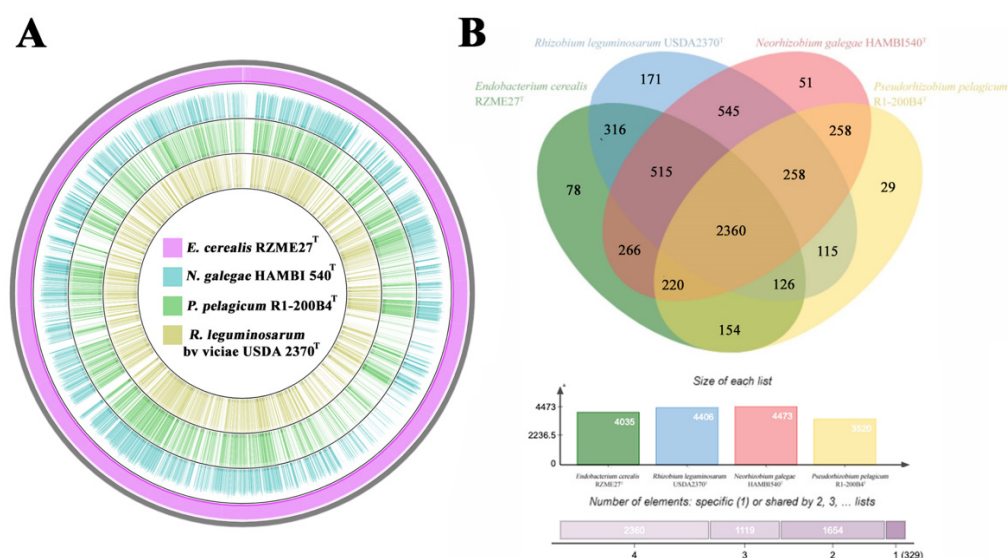 A
E. cerealis RZME27T
N. galegae HAMBI 540T
P. pelagicum R1-200B4T
R. leguminosarum
bv viciae USDA 2370T
B
Rhizobium leguminosarum USDA2370T
Neorhizobium galegae HAMBI540T
Endobacterium cerealis
RZME27T
Pseudorhizobium pelagicum
R1-200B4T
171
51
316
545
258
78
515
258
29
2360
266
115
220
126
154
Size of each list
4473
2236.5
0
4035
4406
4473
3520
Endobacterium cerealis
RZME27T
Rhizobium leguminosarum
USDA2370T
Neorhizobium galegae
HAMBI540T
Pseudorhizobium pelagicum
R1-200B4T
Number of elements: specific (1) or shared by 2, 3, ... lists
2360
1119
1654
4
3
2
1 (329)